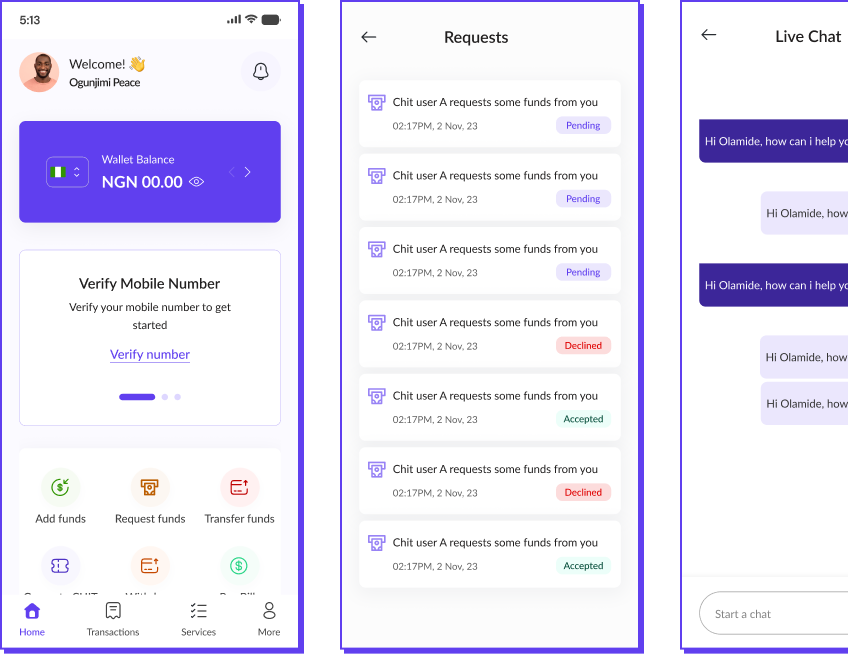 5:13
Welcome! 👋
Ogunjimi Peace
Wallet Balance
NGN 00.00
Verify Mobile Number
Verify your mobile number to get
started
Verify number
Add funds
Request funds
Transfer funds
Home
Transactions
Services
More
Requests
Chit user A requests some funds from you
02:17PM, 2 Nov, 23
Pending
Chit user A requests some funds from you
02:17PM, 2 Nov, 23
Pending
Chit user A requests some funds from you
02:17PM, 2 Nov, 23
Pending
Chit user A requests some funds from you
02:17PM, 2 Nov, 23
Declined
Chit user A requests some funds from you
02:17PM, 2 Nov, 23
Accepted
Chit user A requests some funds from you
02:17PM, 2 Nov, 23
Declined
Chit user A requests some funds from you
02:17PM, 2 Nov, 23
Accepted
Live Chat
Hi Olamide, how can i help yo
Hi Olamide, how
Hi Olamide, how can i help yo
Hi Olamide, how
Hi Olamide, how
Start a chat